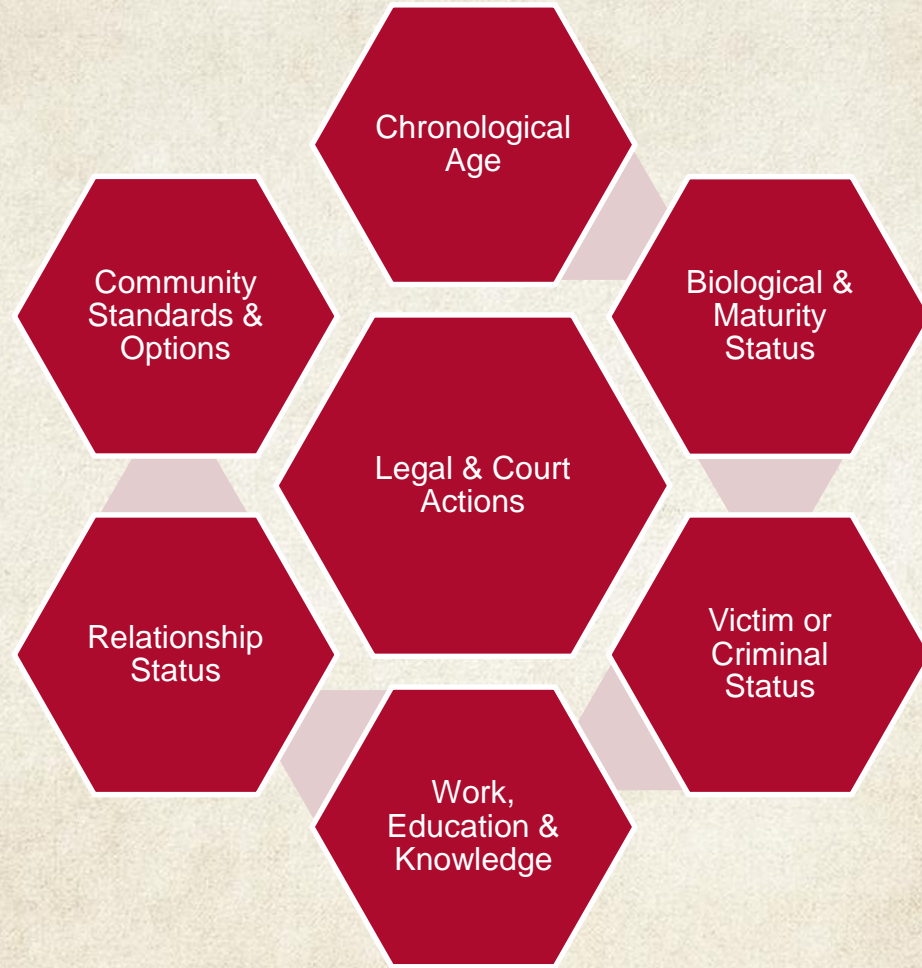 Chronological
Age
Biological &
Maturity
Status
Victim or
Criminal
Status
Work,
Education &
Knowledge
Relationship
Status
Community
Standards &
Options
Legal & Court
Actions